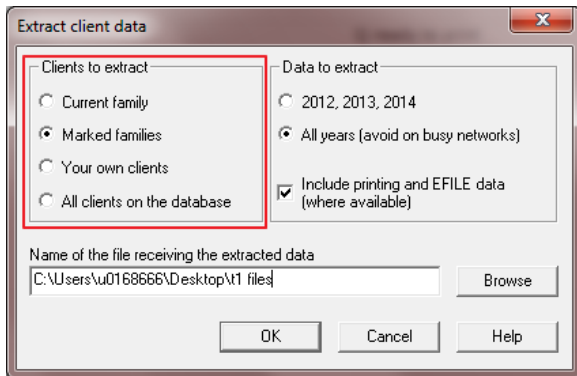 Extract client data
Clients to extract
Current family
Marked families
Your own clients
All clients on the database
Data to extract
2012, 2013, 2014
All years (avoid on busy networks)
Include printing and EFILE data
(where available)
Name of the file receiving the extracted data
C:\Users\u0168666\Desktop\t1 files
Browse
OK
Cancel
Help